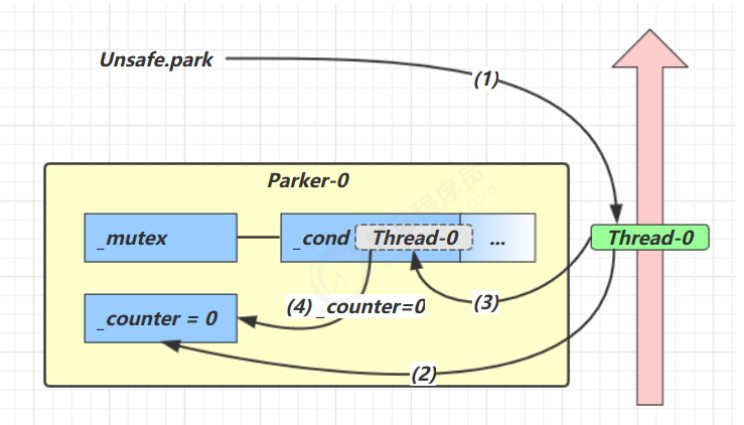 Unsafe.park
(1)
Parker-0
_mutex
_cond
Thread-0
...
Thread-0
(4) _counter=0
(3)
_counter = 0
(2)